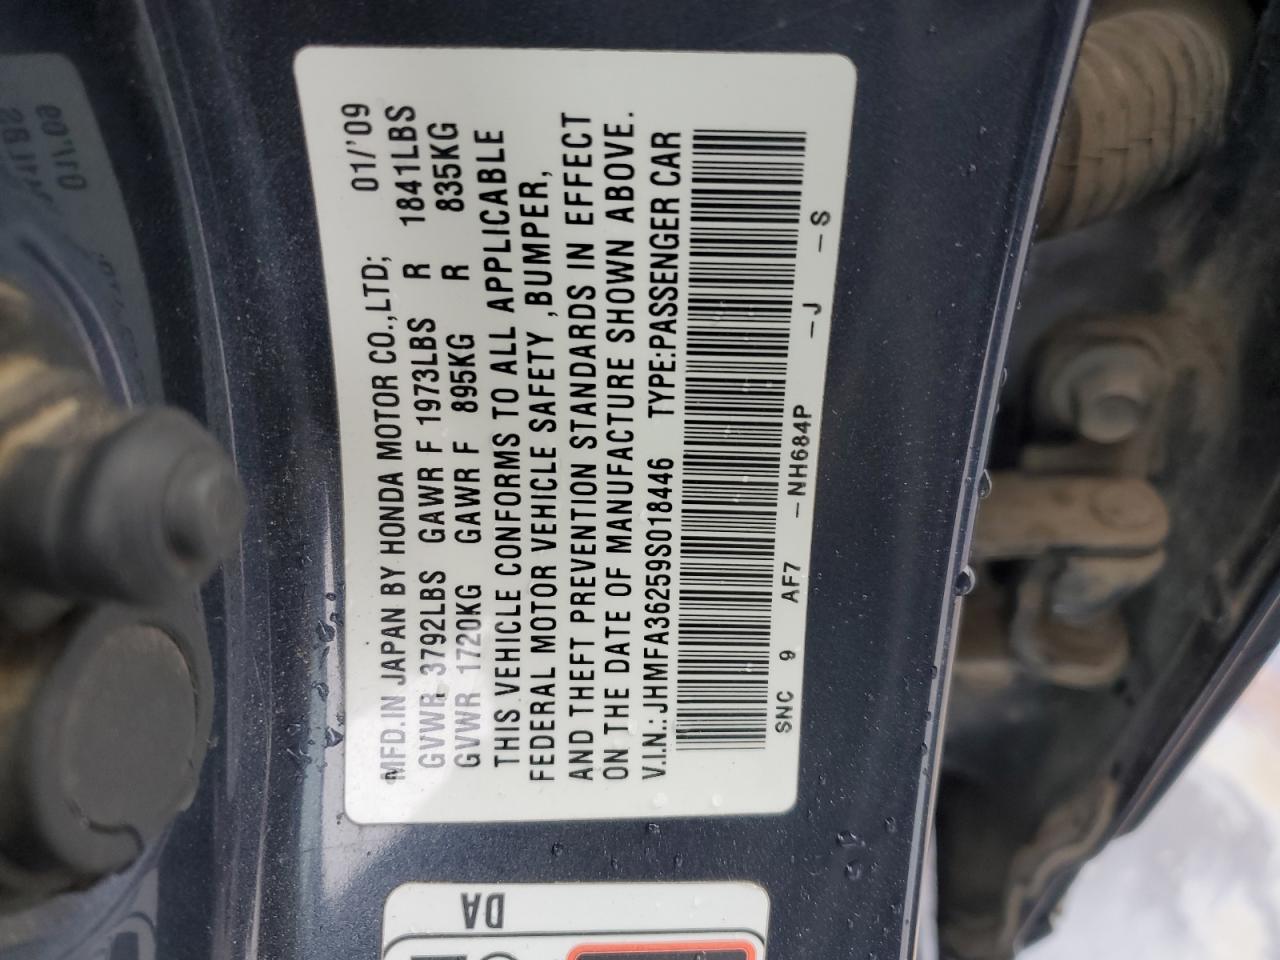 MFD.IN JAPAN BY HONDA MOTOR CO.,LTD; 01/'09
GVWR 3792LBS GAWR F 1973LBS R 1841LBS
GVWR 1720KG GAWR F 895KG R 835KG
THIS VEHICLE CONFORMS TO ALL APPLICABLE
FEDERAL MOTOR VEHICLE SAFETY ,BUMPER,
AND THEFT PREVENTION STANDARDS IN EFFECT
ON THE DATE OF MANUFACTURE SHOWN ABOVE.
V.I.N.:JHMFA36259S018446 TYPE:PASSENGER CAR
SNC 9 AF7 -NH684P -J -S
DA